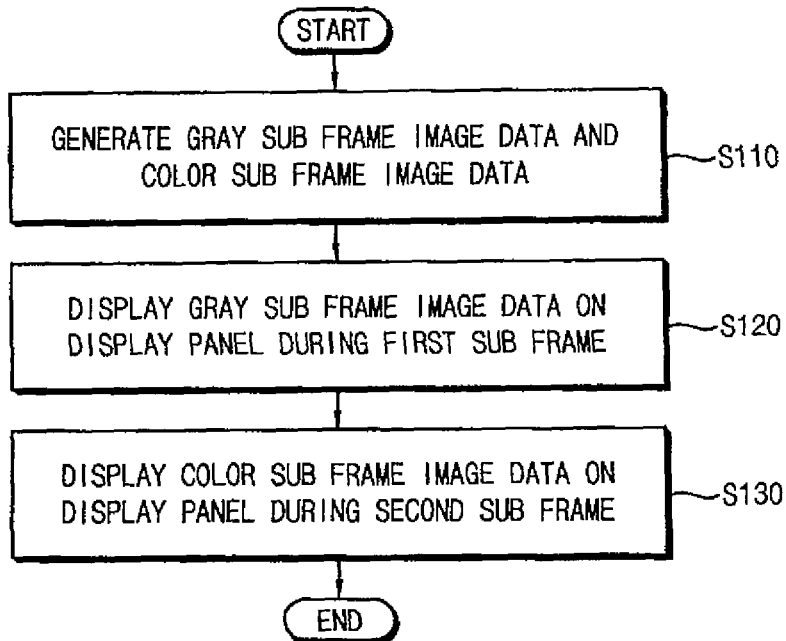 START
GENERATE GRAY SUB FRAME IMAGE DATA AND
COLOR SUB FRAME IMAGE DATA
S110
DISPLAY GRAY SUB FRAME IMAGE DATA ON
DISPLAY PANEL DURING FIRST SUB FRAME
S120
DISPLAY COLOR SUB FRAME IMAGE DATA ON
DISPLAY PANEL DURING SECOND SUB FRAME
S130
END